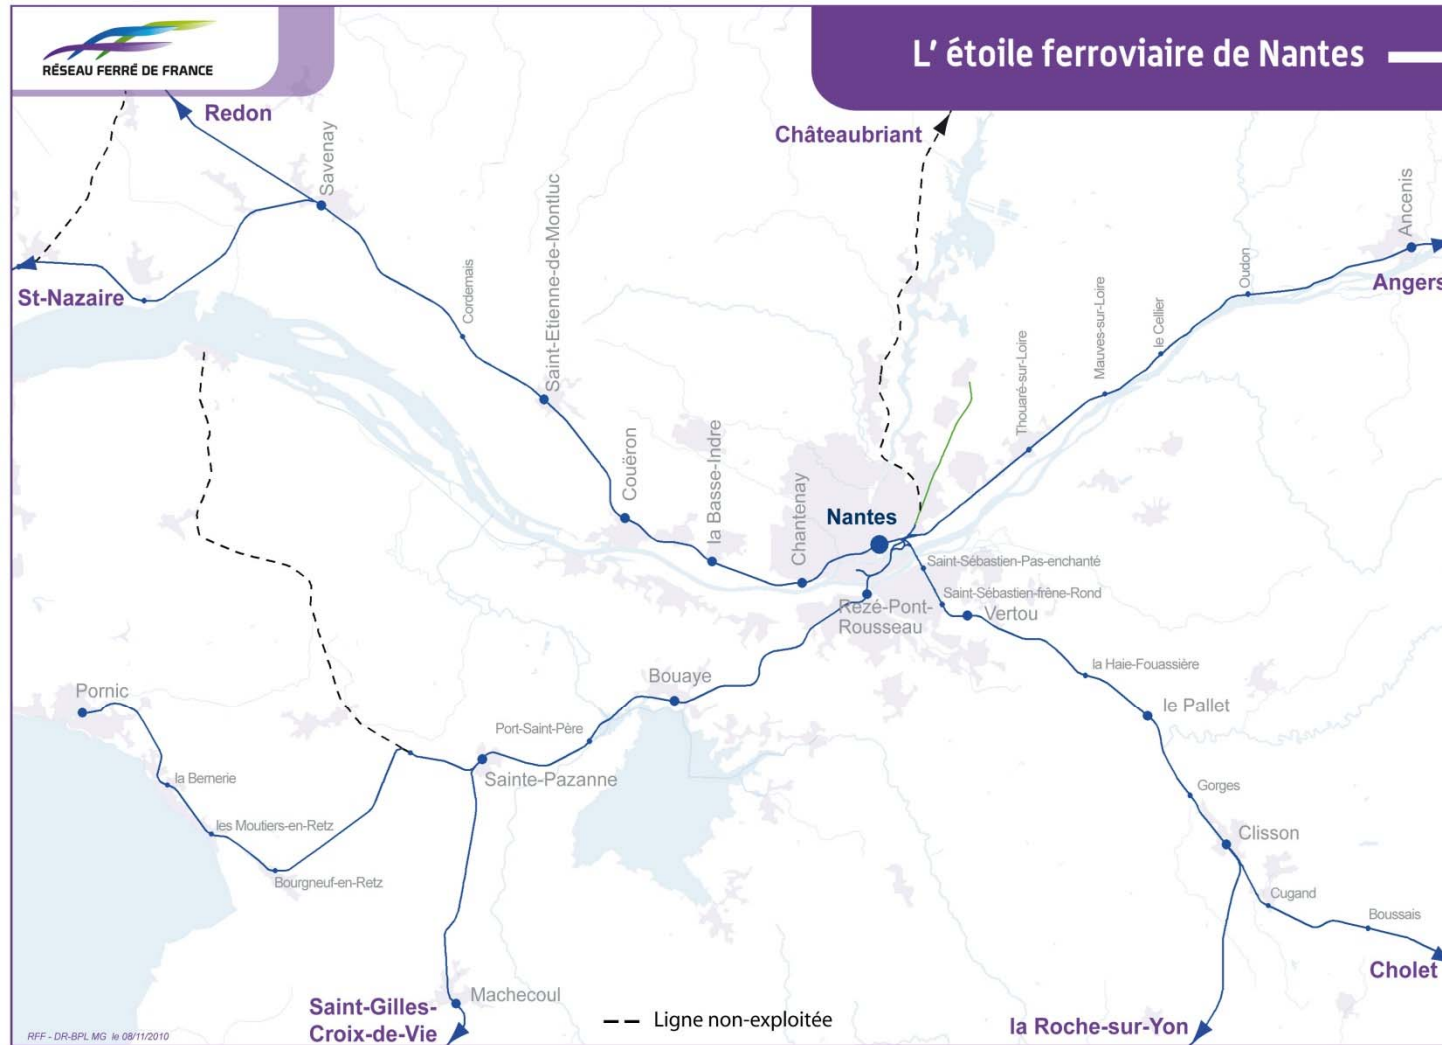 RÉSEAU FERRÉ DE FRANCE
L' étoile ferroviaire de Nantes
Redon
Châteaubriant
Savenay
Ancenis
St-Nazaire
Angers
Cordemais
Saint-Etienne-de-Montluc
Oudon
le Cellier
Mauves-sur-Loire
Thouaré-sur-Loire
Couëron
la Basse-Indre
Chantenay
Nantes
Saint-Sébastien-Pas-enchanté
Saint-Sébastien-frêne-Rond
Rezé-Pont-
Rousseau
Vertou
la Haie-Fouassière
Bouaye
le Pallet
Pornic
Port-Saint-Père
Sainte-Pazanne
la Bernerie
Gorges
les Moutiers-en-Retz
Clisson
Bourgneuf-en-Retz
Cugand
Boussais
Cholet
Machecoul
Saint-Gilles-
Croix-de-Vie
Ligne non-exploitée
la Roche-sur-Yon
RFF - DR-BPL MG le 08/11/2010